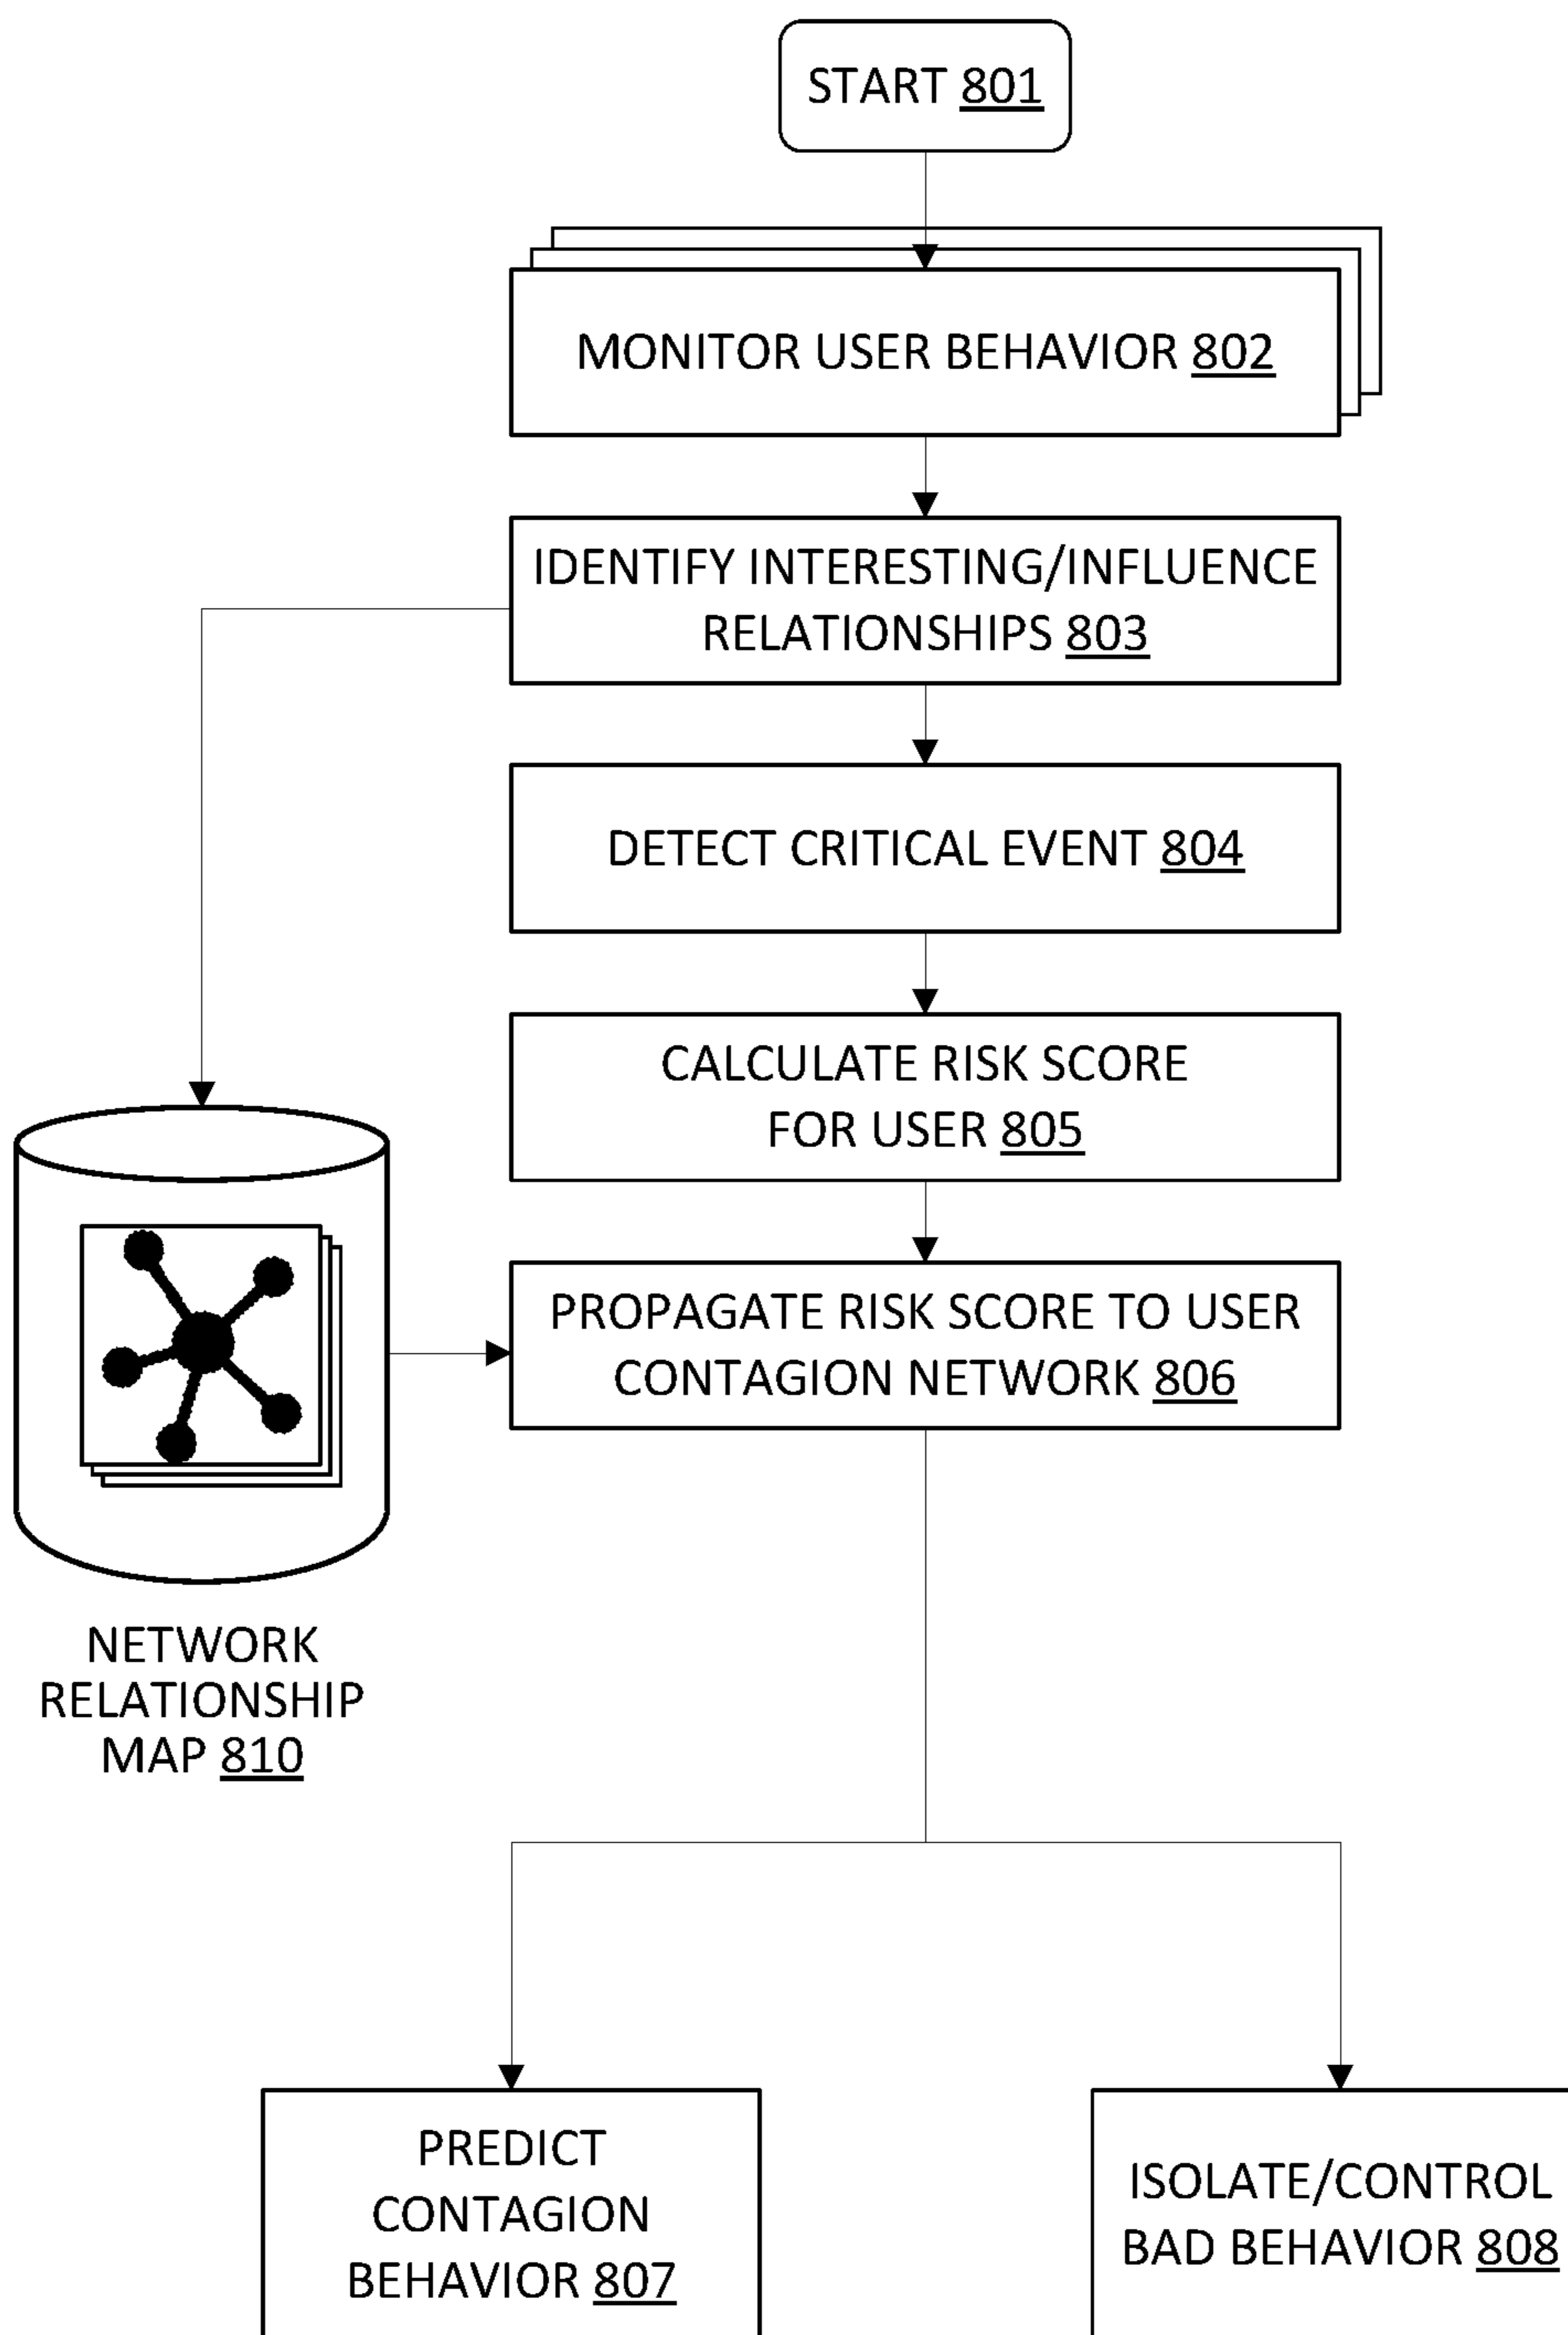 START 801
MONITOR USER BEHAVIOR 802
IDENTIFY INTERESTING/INFLUENCE
RELATIONSHIPS 803
DETECT CRITICAL EVENT 804
CALCULATE RISK SCORE
FOR USER 805
PROPAGATE RISK SCORE TO USER
CONTAGION NETWORK 806
NETWORK
RELATIONSHIP
MAP 810
PREDICT
CONTAGION
BEHAVIOR 807
ISOLATE/CONTROL
BAD BEHAVIOR 808